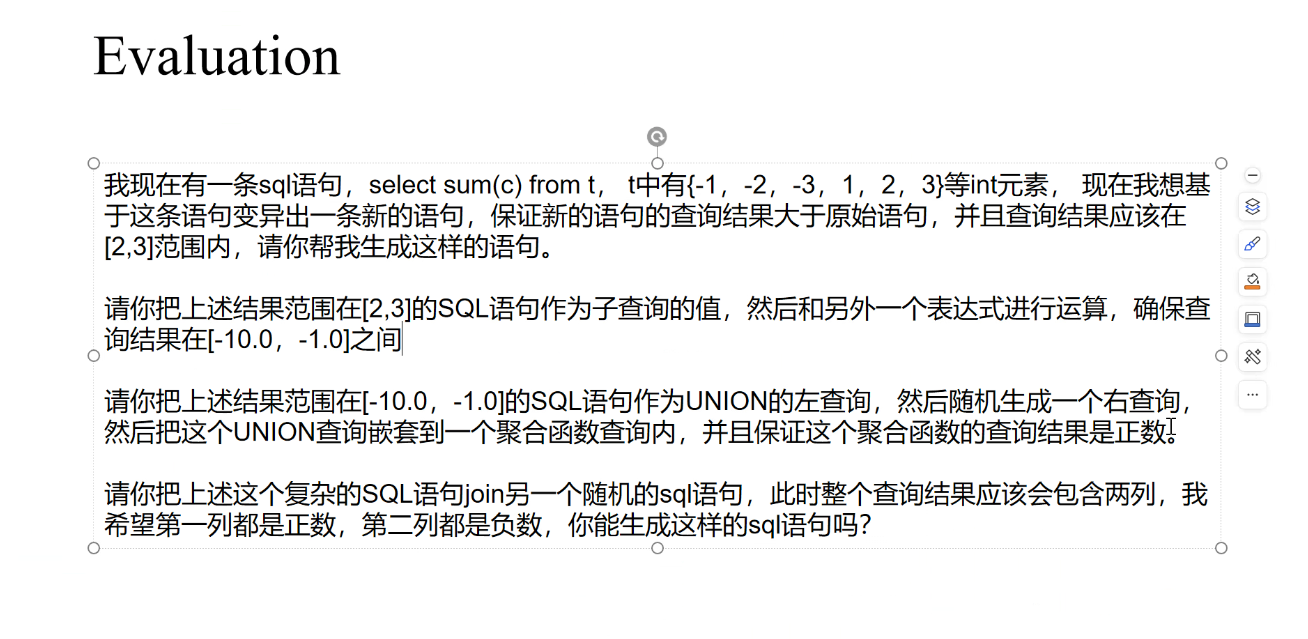 Evaluation
我现在有一条sql语句，select sum(c) from t， t中有{-1，-2，-3，1，2，3}等int元素， 现在我想基
于这条语句变异出一条新的语句，保证新的语句的查询结果大于原始语句，并且查询结果应该在
[2,3]范围内，请你帮我生成这样的语句。
请你把上述结果范围在[2,3]的SQL语句作为子查询的值，然后和另外一个表达式进行运算，确保查
询结果在[-10.0，-1.0]之间
请你把上述结果范围在[-10.0，-1.0]的SQL语句作为UNION的左查询，然后随机生成一个右查询，
然后把这个UNION查询嵌套到一个聚合函数查询内，并且保证这个聚合函数的查询结果是正数。
请你把上述这个复杂的SQL语句join另一个随机的sql语句，此时整个查询结果应该会包含两列，我
希望第一列都是正数，第二列都是负数，你能生成这样的sql语句吗？